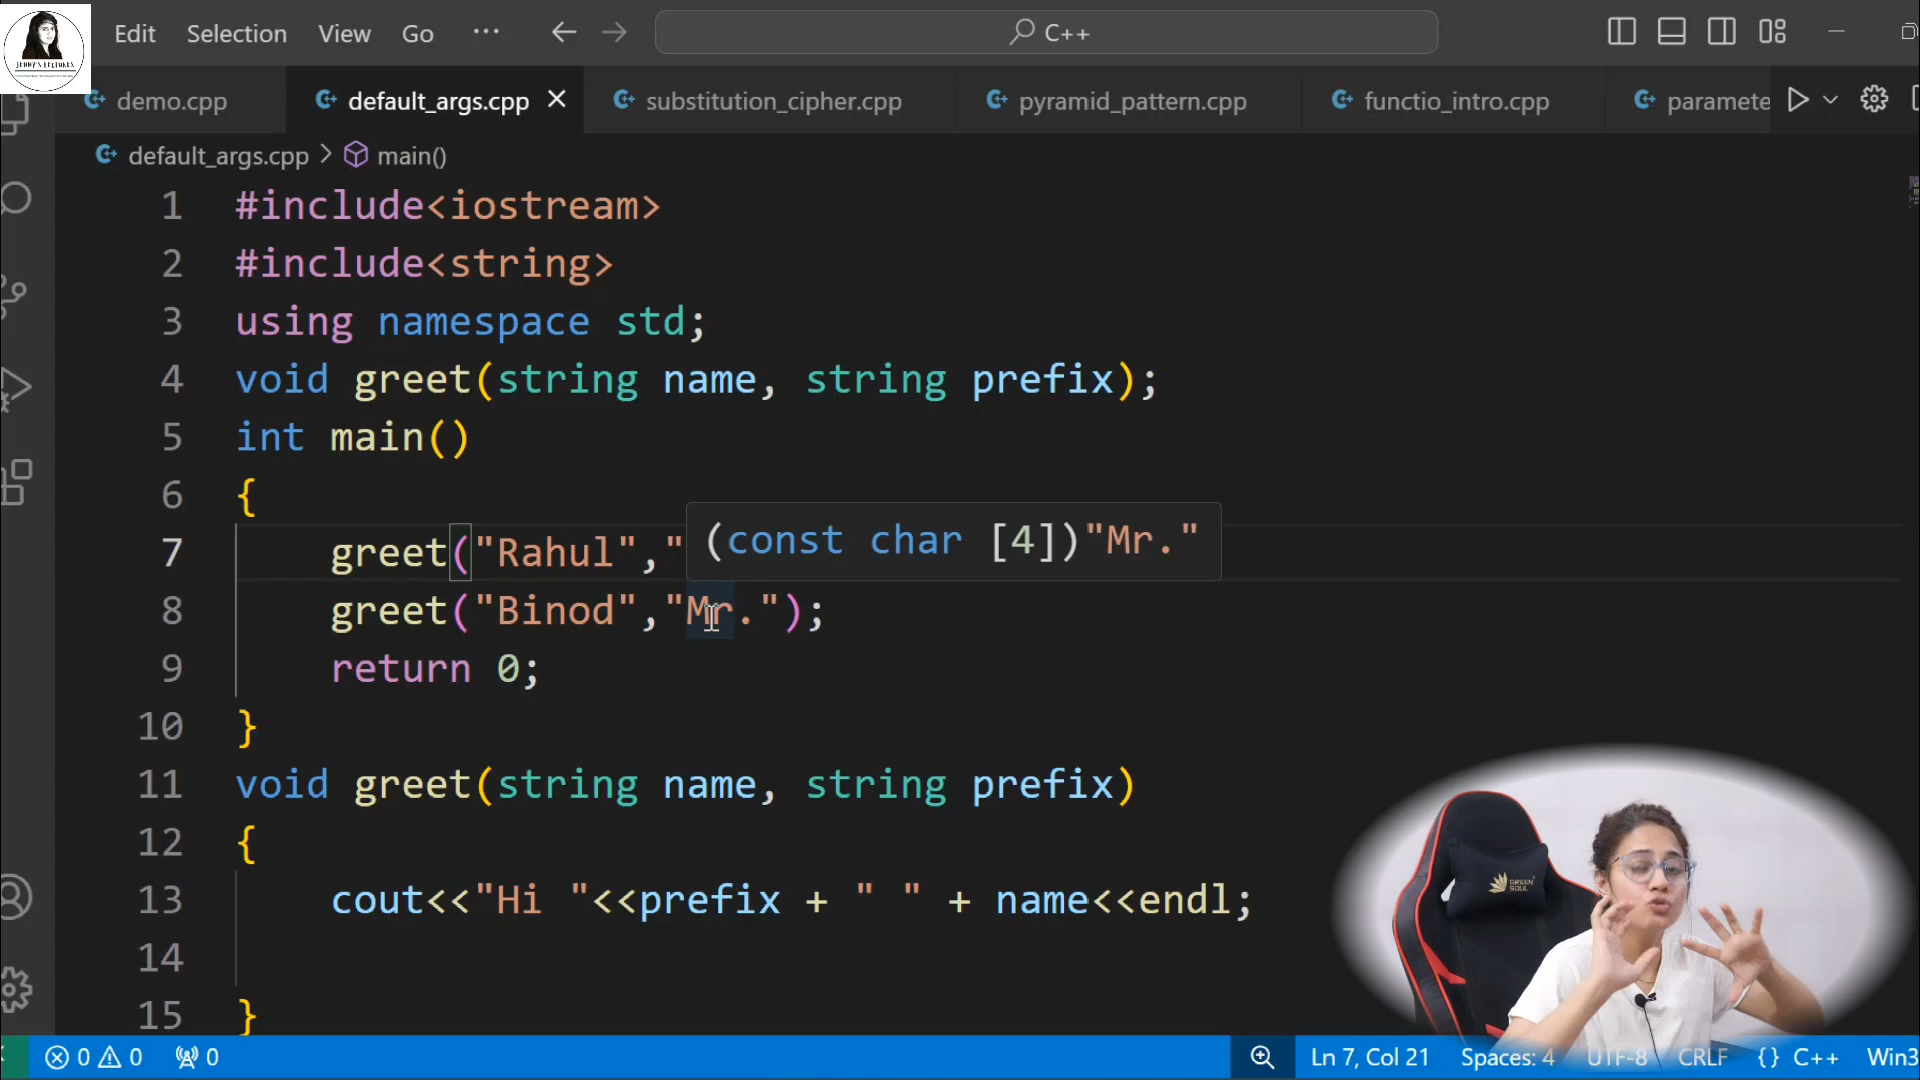 JENNY'S LECTURES
Edit Selection View Go ··· C++
demo.cpp default_args.cpp substitution_cipher.cpp pyramid_pattern.cpp functio_intro.cpp paramete
default_args.cpp > main()
1 #include<iostream>
2 #include<string>
3 using namespace std;
4 void greet(string name, string prefix);
5 int main()
6 {
7 greet("Rahul","
(const char [4])"Mr."
8 greet("Binod","Mr.");
9 return 0;
10 }
11 void greet(string name, string prefix)
12 {
13 cout<<"Hi "<<prefix + " " + name<<endl;
14
15 }
GREEN SOUL
0 0 0 Ln 7, Col 21 Spaces: 4 UTF-8 CRLF {} C++ Win3